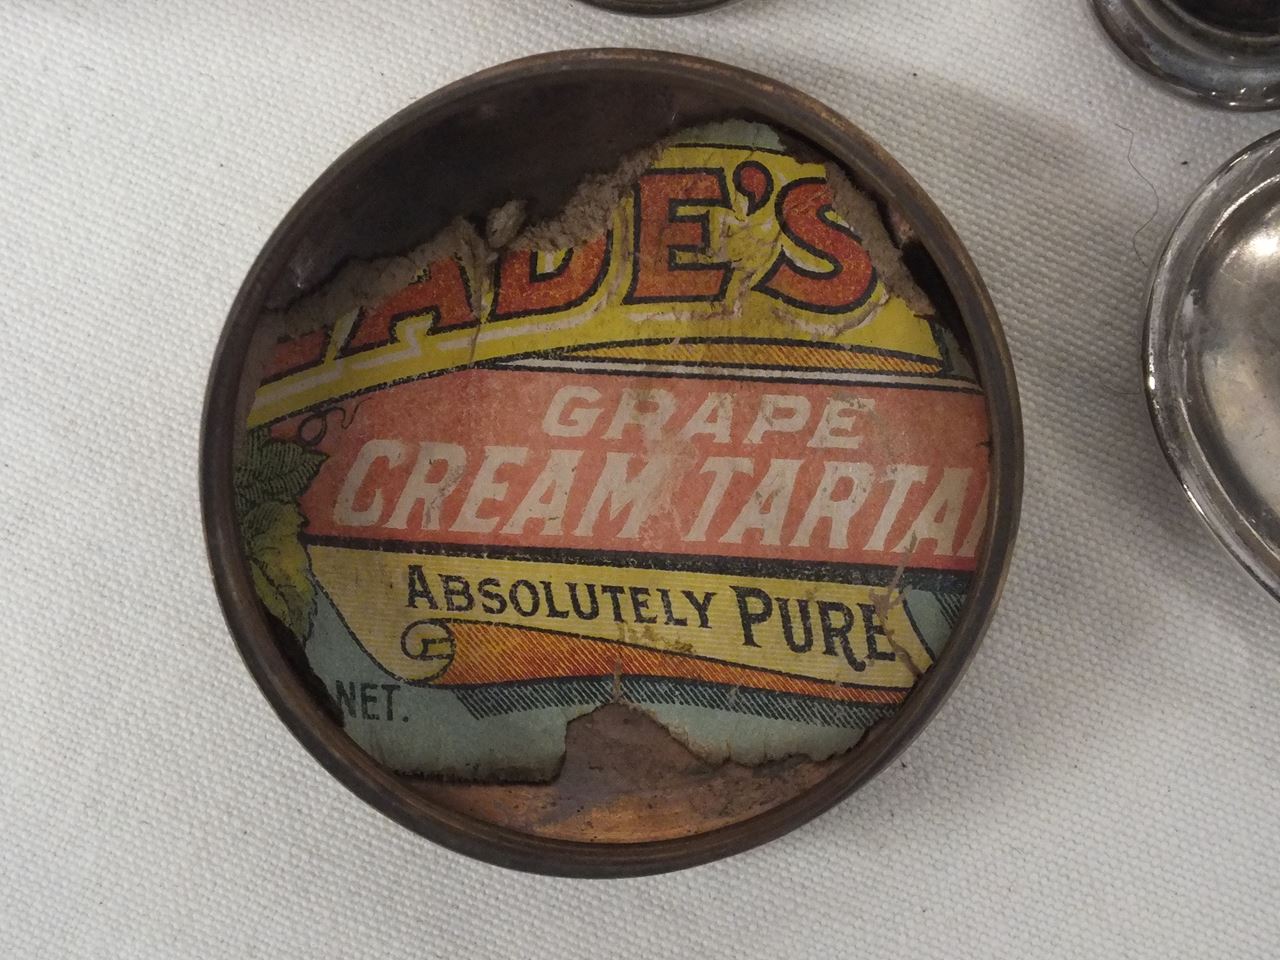 ADE'S
GRAPE
CREAM TARTA
ABSOLUTELY PURE
NET.